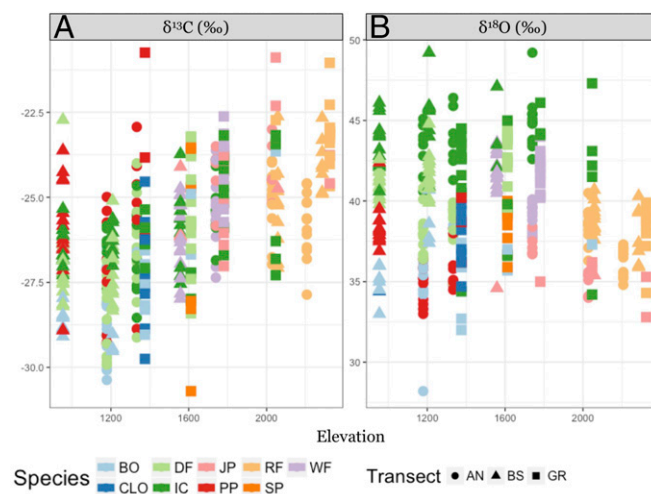 A δ¹³C (‰)
B δ¹⁸O (‰)
-22.5
-25.0
-27.5
-30.0
50
45
40
35
30
1200 1600 2000
1200 1600 2000
Elevation
Species BO DF JP RF WF
CLO IC PP SP
Transect AN BS GR